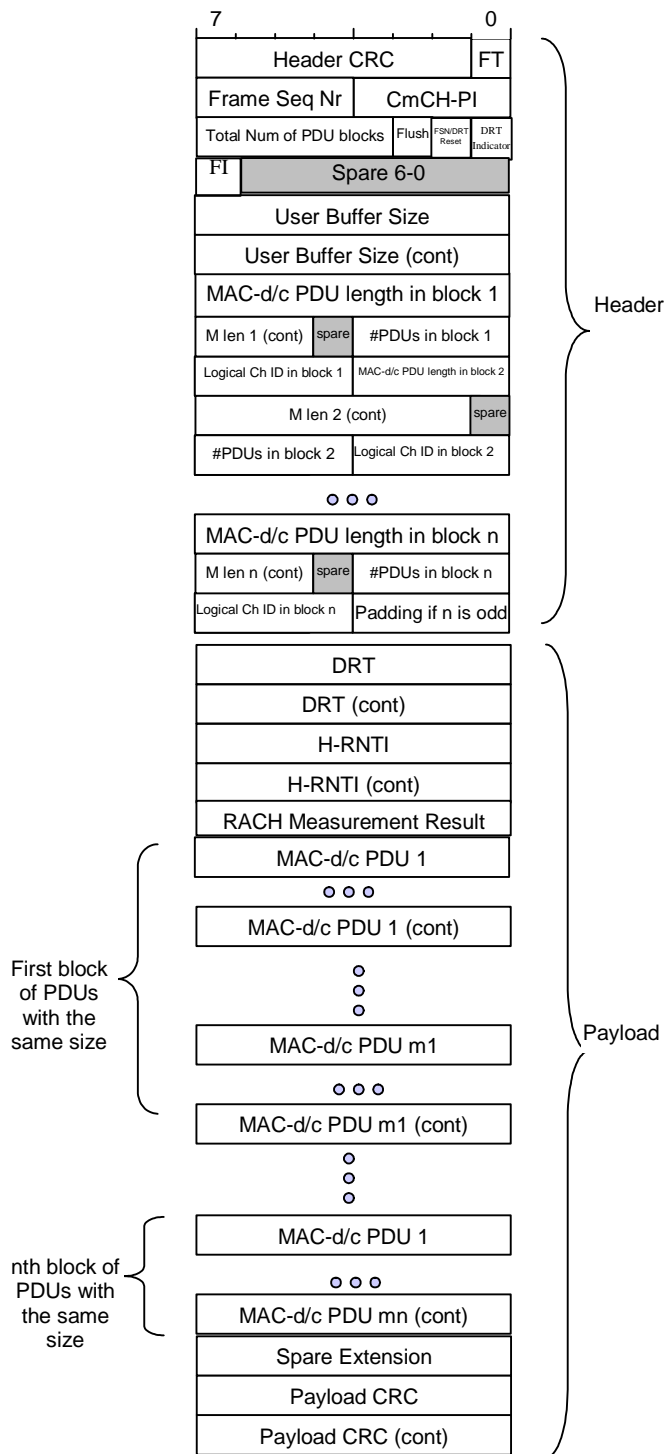 7 0
Header CRC FT
Frame Seq Nr CmCH-PI
Total Num of PDU blocks Flush FSN/DRT Reset DRT Indicator
FI Spare 6-0
User Buffer Size
User Buffer Size (cont)
MAC-d/c PDU length in block 1
Header
M len 1 (cont) spare #PDUs in block 1
Logical Ch ID in block 1 MAC-d/c PDU length in block 2
M len 2 (cont) spare
#PDUs in block 2 Logical Ch ID in block 2
MAC-d/c PDU length in block n
M len n (cont) spare #PDUs in block n
Logical Ch ID in block n Padding if n is odd
DRT
DRT (cont)
H-RNTI
H-RNTI (cont)
RACH Measurement Result
MAC-d/c PDU 1
MAC-d/c PDU 1 (cont)
First block
of PDUs
with the
same size
MAC-d/c PDU m1
Payload
MAC-d/c PDU m1 (cont)
MAC-d/c PDU 1
nth block of
PDUs with
the same
size
MAC-d/c PDU mn (cont)
Spare Extension
Payload CRC
Payload CRC (cont)